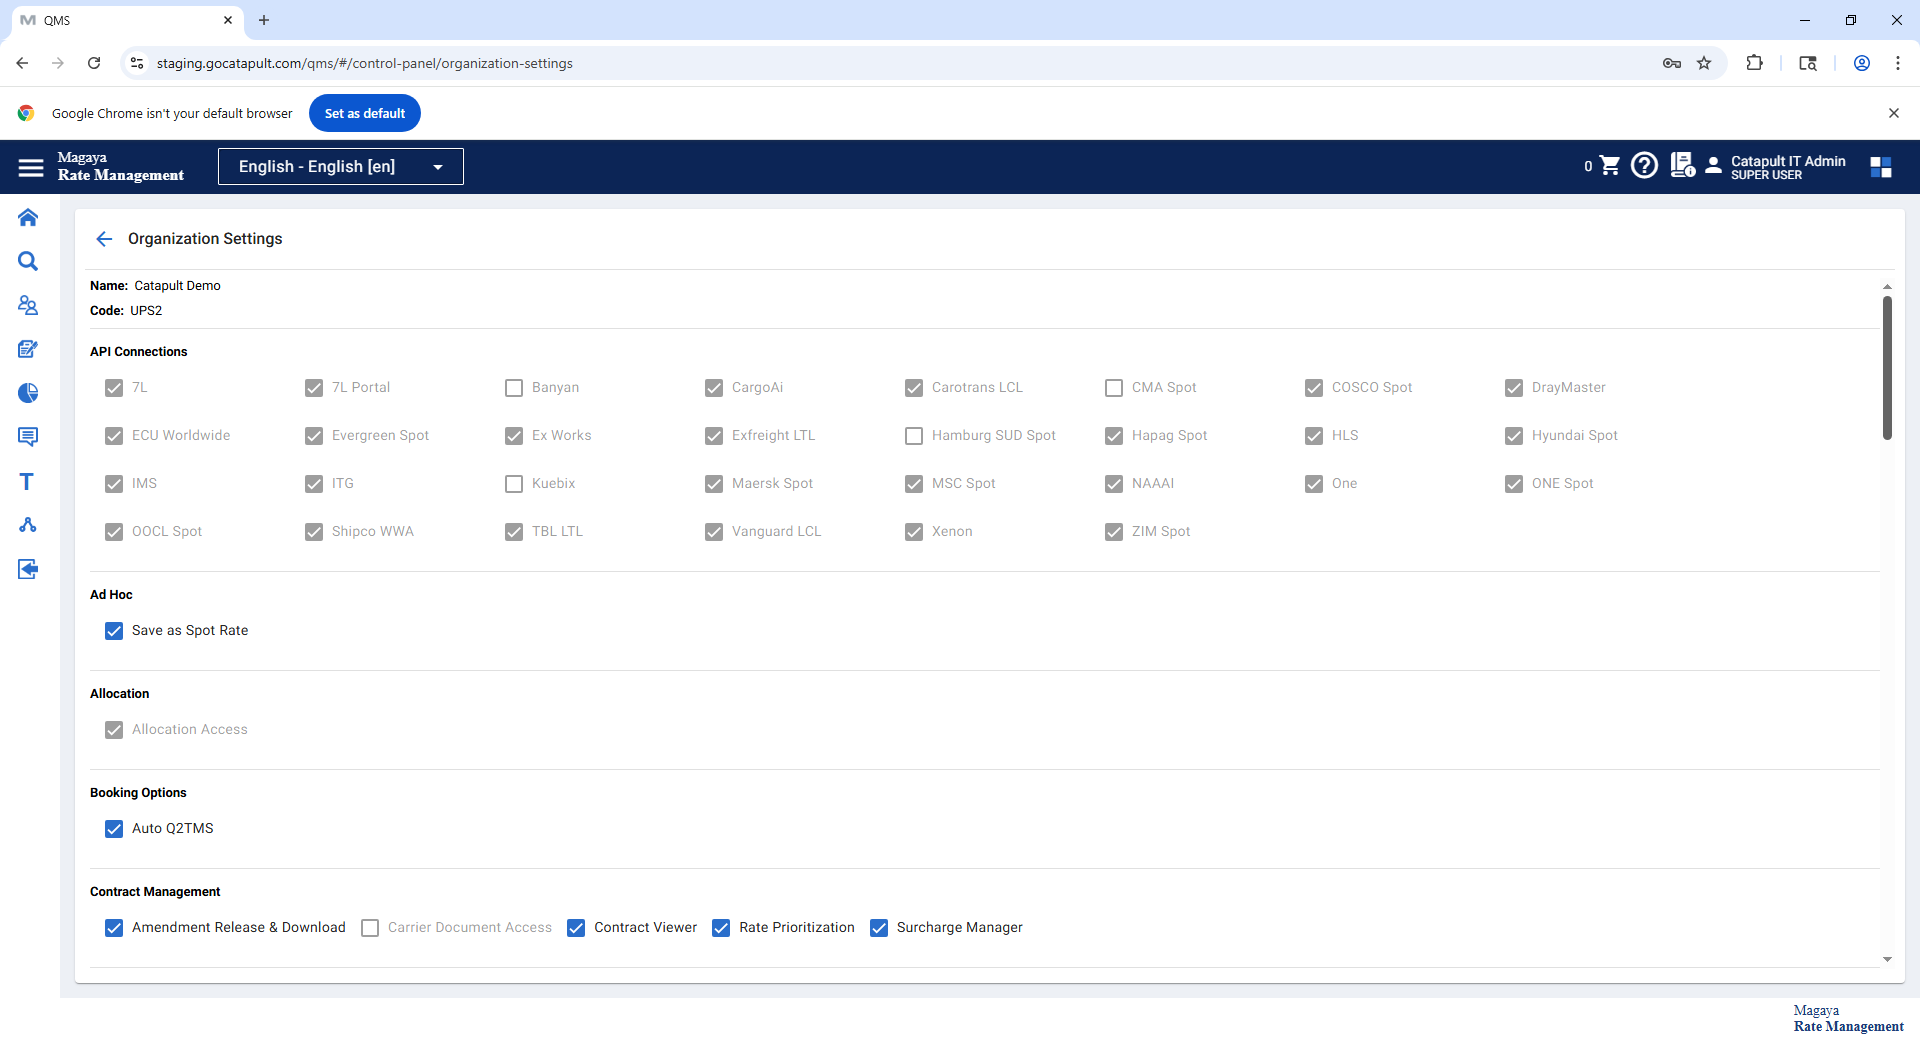 QMS
staging.gocatapult.com/qms/#/control-panel/organization-settings
Google Chrome isn't your default browser
Set as default
Magaya
Rate Management
English - English [en]
0
Catapult IT Admin
SUPER USER
Organization Settings
Name: Catapult Demo
Code: UPS2
API Connections
7L 7L Portal Banyan CargoAi Carotrans LCL CMA Spot COSCO Spot DrayMaster
ECU Worldwide Evergreen Spot Ex Works Exfreight LTL Hamburg SUD Spot Hapag Spot HLS Hyundai Spot
IMS ITG Kuebix Maersk Spot MSC Spot NAAAI One ONE Spot
OOCL Spot Shipco WWA TBL LTL Vanguard LCL Xenon ZIM Spot
Ad Hoc
Save as Spot Rate
Allocation
Allocation Access
Booking Options
Auto Q2TMS
Contract Management
Amendment Release & Download Carrier Document Access Contract Viewer Rate Prioritization Surcharge Manager
Magaya
Rate Management